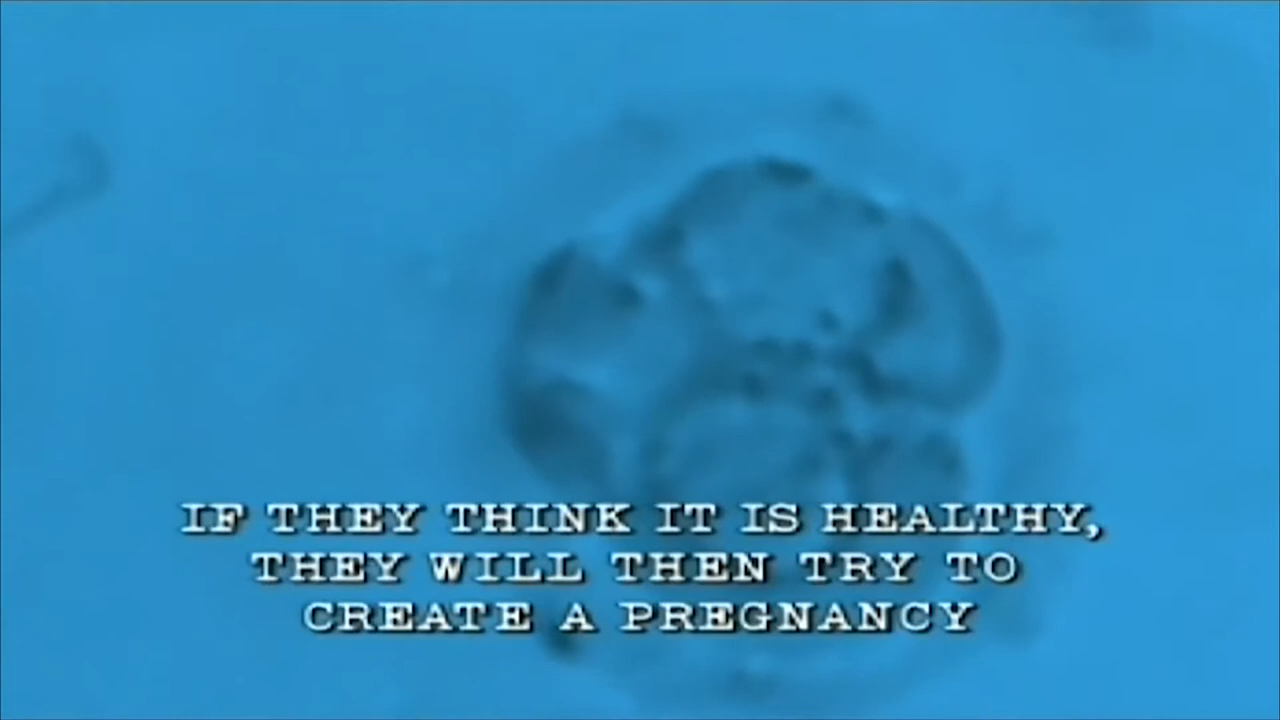 IF THEY THINK IT IS HEALTHY,
THEY WILL THEN TRY TO
CREATE A PREGNANCY